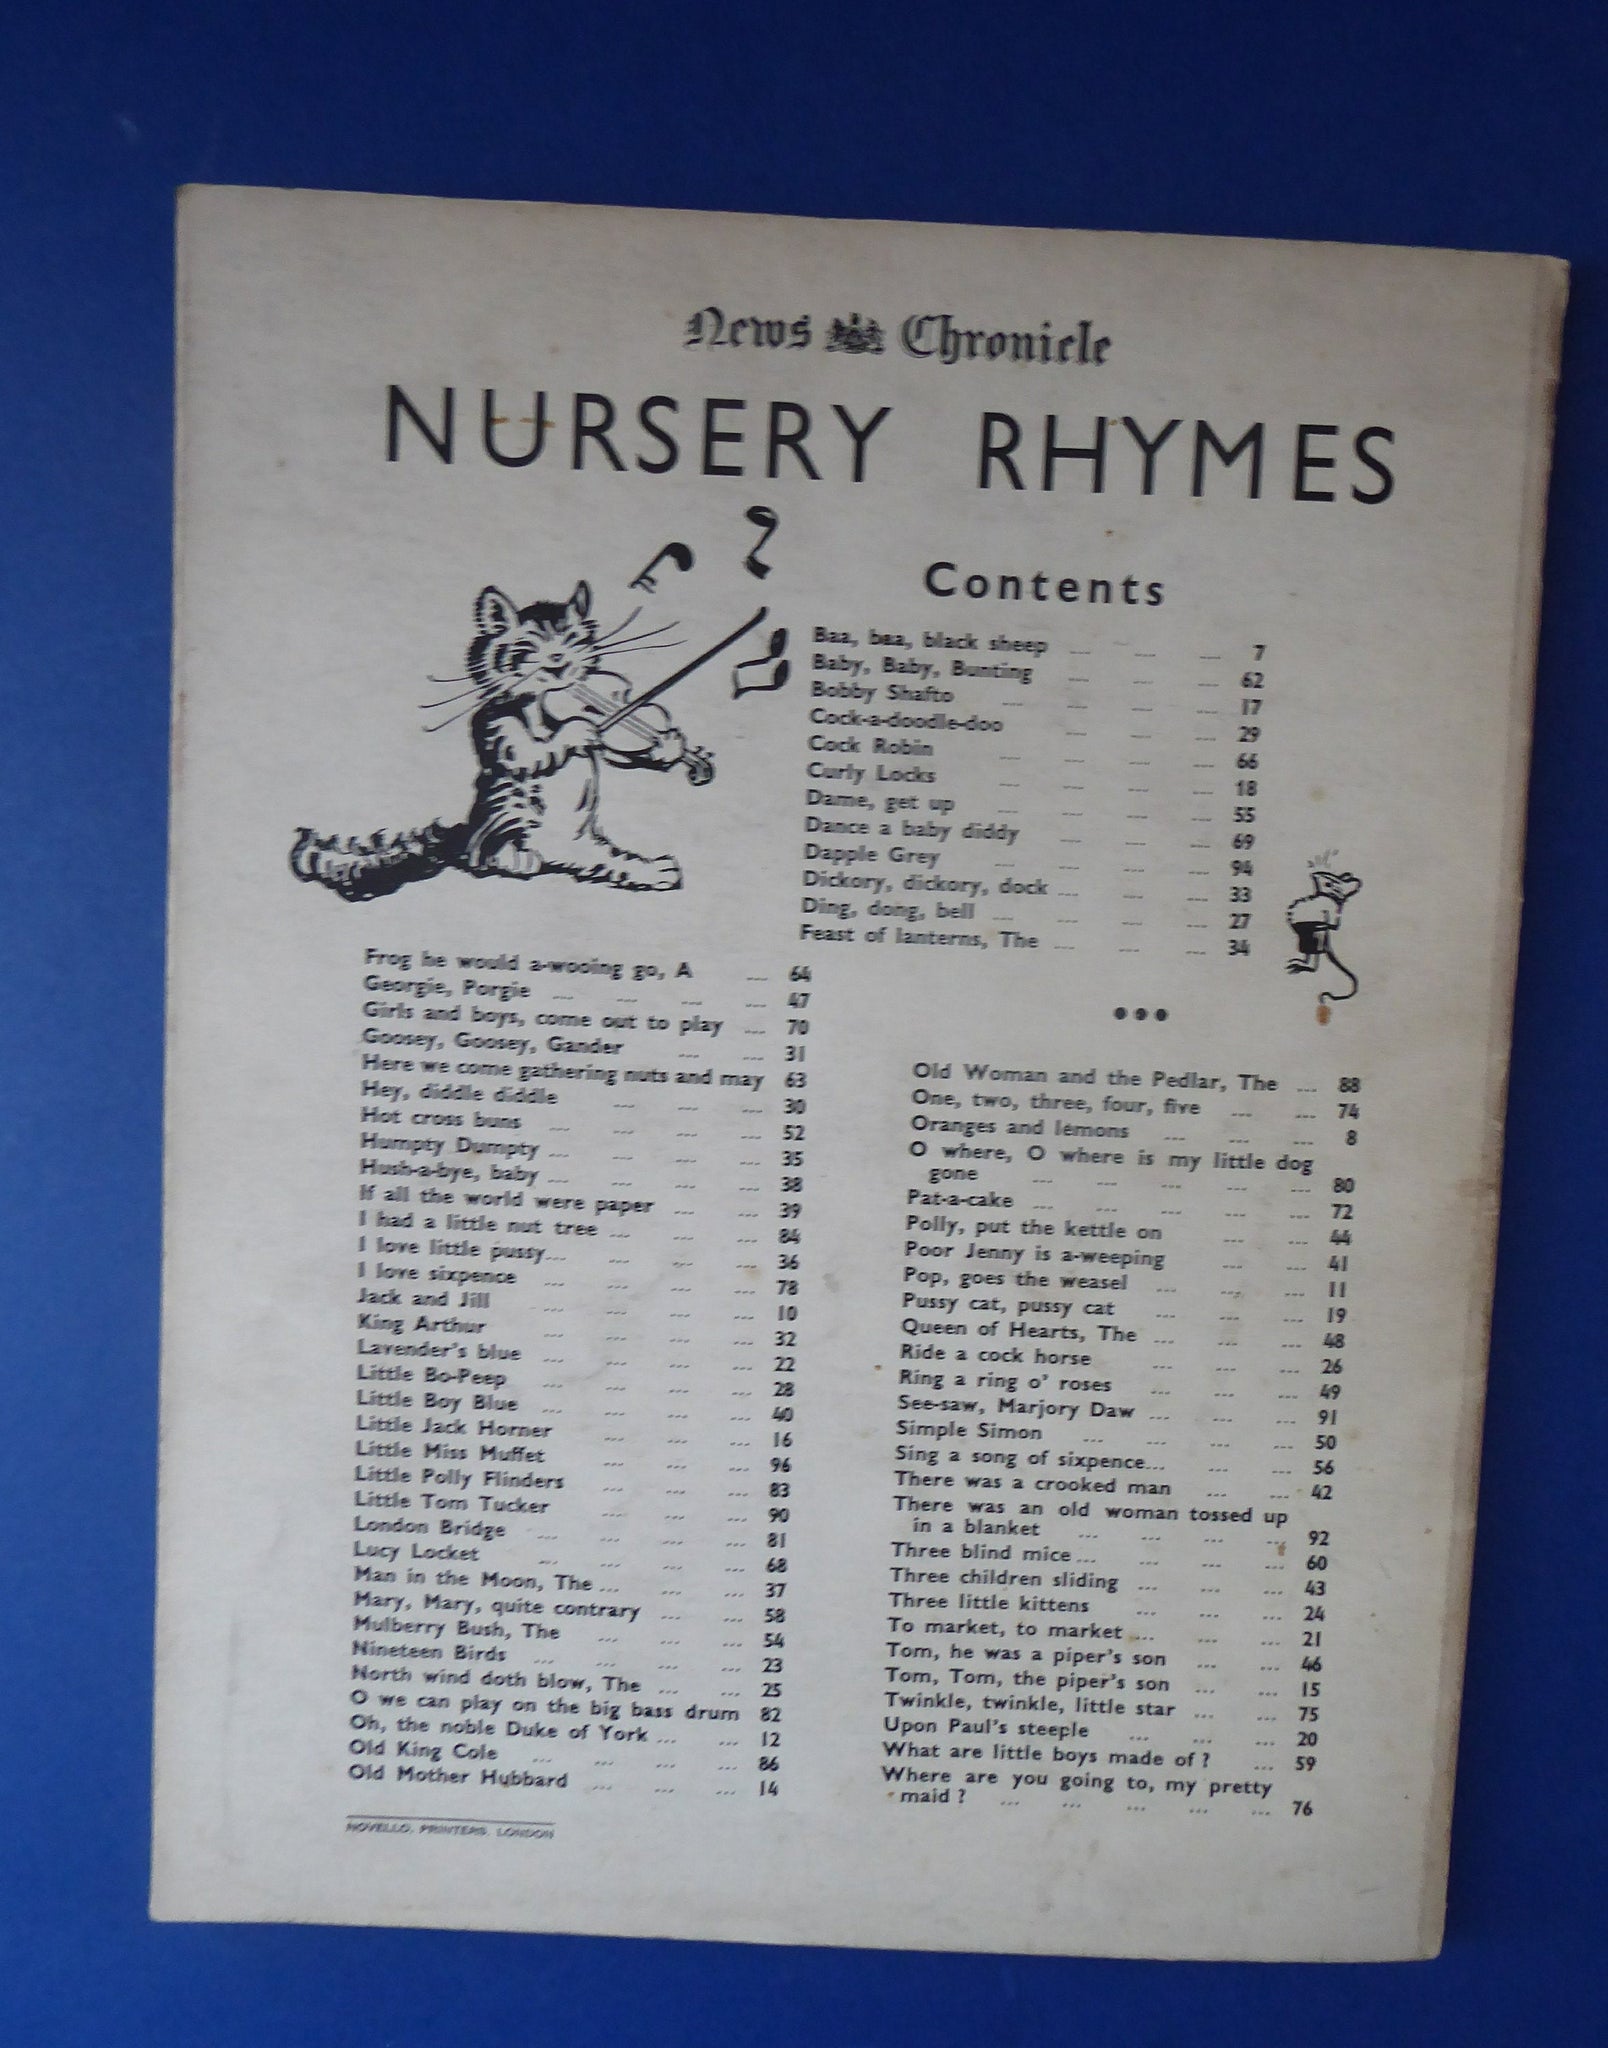 News Chronicle
NURSERY RHYMES
Contents
Baa, baa, black sheep ... ... ... 7
Baby, Baby, Bunting ... ... ... 62
Bobby Shafto ... ... ... ... 17
Cock-a-doodle-doo ... ... ... 29
Cock Robin ... ... ... ... 66
Curly Locks ... ... ... ... 18
Dame, get up ... ... ... ... 55
Dance a baby diddy ... ... ... 69
Dapple Grey ... ... ... ... 94
Dickory, dickory, dock ... ... ... 33
Ding, dong, bell ... ... ... ... 27
Feast of lanterns, The ... ... ... 34
Frog he would a-wooing go, A ... 64
Georgie, Porgie ... ... ... ... 47
Girls and boys, come out to play ... 70
Goosey, Goosey, Gander ... ... 31
Here we come gathering nuts and may 63
Hey, diddle diddle ... ... ... 30
Hot cross buns ... ... ... ... 52
Humpty Dumpty ... ... ... ... 35
Hush-a-bye, baby ... ... ... ... 38
If all the world were paper ... ... 39
I had a little nut tree ... ... ... 84
I love little pussy... ... ... ... 36
I love sixpence ... ... ... ... 78
Jack and Jill ... ... ... ... 10
King Arthur ... ... ... ... 32
Lavender's blue ... ... ... ... 22
Little Bo-Peep ... ... ... ... 28
Little Boy Blue ... ... ... ... 40
Little Jack Horner ... ... ... 16
Little Miss Muffet ... ... ... 96
Little Polly Flinders ... ... ... 83
Little Tom Tucker ... ... ... 90
London Bridge ... ... ... ... 81
Lucy Locket ... ... ... ... 68
Man in the Moon, The ... ... ... 37
Mary, Mary, quite contrary ... ... 58
Mulberry Bush, The ... ... ... 54
Nineteen Birds ... ... ... ... 23
North wind doth blow, The ... ... 25
O we can play on the big bass drum 82
Oh, the noble Duke of York ... ... 12
Old King Cole ... ... ... ... 86
Old Mother Hubbard ... ... ... 14
Old Woman and the Pedlar, The ... 88
One, two, three, four, five ... ... 74
Oranges and lemons ... ... ... 8
O where, O where is my little dog
gone ... ... ... ... ... 80
Pat-a-cake ... ... ... ... ... 72
Polly, put the kettle on ... ... 44
Poor Jenny is a-weeping ... ... 41
Pop, goes the weasel ... ... ... 11
Pussy cat, pussy cat ... ... ... 19
Queen of Hearts, The ... ... ... 48
Ride a cock horse ... ... ... 26
Ring a ring o' roses ... ... ... 49
See-saw, Marjory Daw ... ... ... 91
Simple Simon ... ... ... ... 50
Sing a song of sixpence... ... ... 56
There was a crooked man ... ... 42
There was an old woman tossed up
in a blanket ... ... ... ... 92
Three blind mice... ... ... ... 60
Three children sliding ... ... ... 43
Three little kittens ... ... ... 24
To market, to market ... ... ... 21
Tom, he was a piper's son ... ... 46
Tom, Tom, the piper's son ... ... 15
Twinkle, twinkle, little star ... ... 75
Upon Paul's steeple ... ... ... 20
What are little boys made of ? ... 59
Where are you going to, my pretty
maid ? ... ... ... ... ... 76
NOVELLO, PRINTERS, LONDON